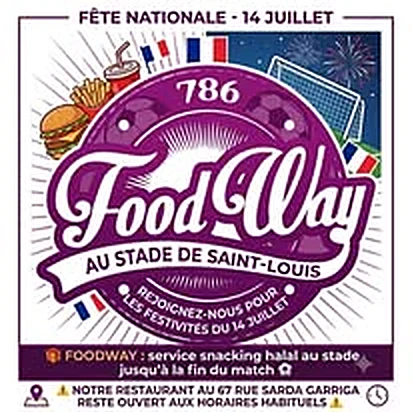 FÊTE NATIONALE - 14 JUILLET
786
Food Way
AU STADE DE SAINT-LOUIS
REJOIGNEZ-NOUS POUR
LES FESTIVITÉS DU 14 JUILLET
FOODWAY : service snacking halal au stade
jusqu'à la fin du match ⚽
⚠️ NOTRE RESTAURANT AU 67 RUE SARDA GARRIGA
RESTE OUVERT AUX HORAIRES HABITUELS ⚠️